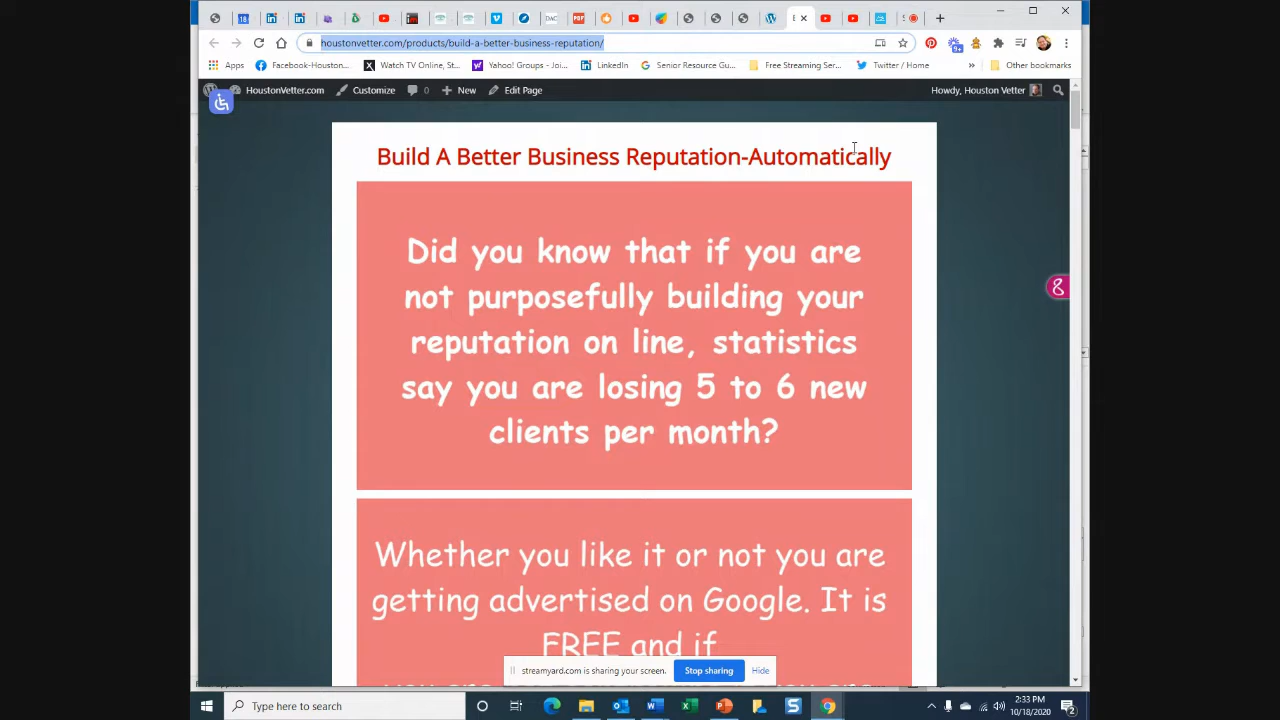 18
DAC
PDF
houstonvetter.com/products/build-a-better-business-reputation/
9+
Apps
Facebook-Houston...
Watch TV Online, St...
Yahoo! Groups - Joi...
LinkedIn
Senior Resource Gu...
Free Streaming Ser...
Twitter / Home
»
Other bookmarks
HoustonVetter.com
Customize
0
New
Edit Page
Howdy, Houston Vetter
Build A Better Business Reputation-Automatically
Did you know that if you are
not purposefully building your
reputation on line, statistics
say you are losing 5 to 6 new
clients per month?
Whether you like it or not you are
getting advertised on Google. It is
FREE and if
streamyard.com is sharing your screen.
Stop sharing
Hide
Type here to search
2:33 PM
10/18/2020
2